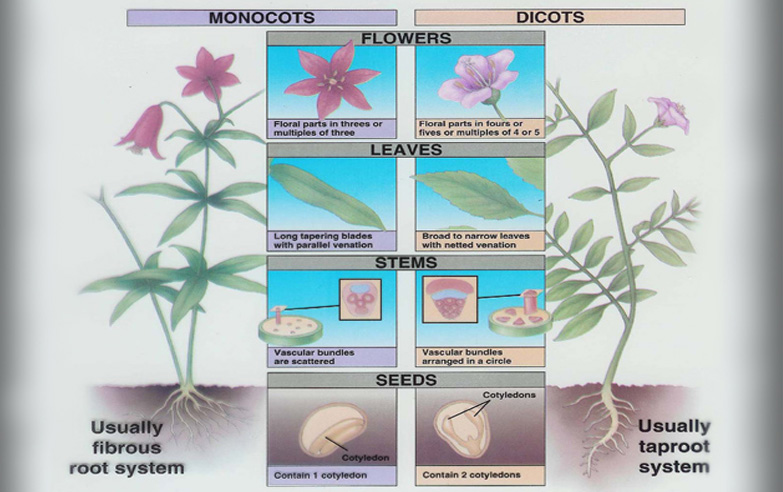 MONOCOTS
DICOTS
FLOWERS
Floral parts in threes or
multiples of three
Floral parts in fours or
fives or multiples of 4 or 5
LEAVES
Long tapering blades
with parallel venation
Broad to narrow leaves
with netted venation
STEMS
Vascular bundles
are scattered
Vascular bundles
arranged in a circle
SEEDS
Cotyledon
Contain 1 cotyledon
Cotyledons
Contain 2 cotyledons
Usually
fibrous
root system
Usually
taproot
system